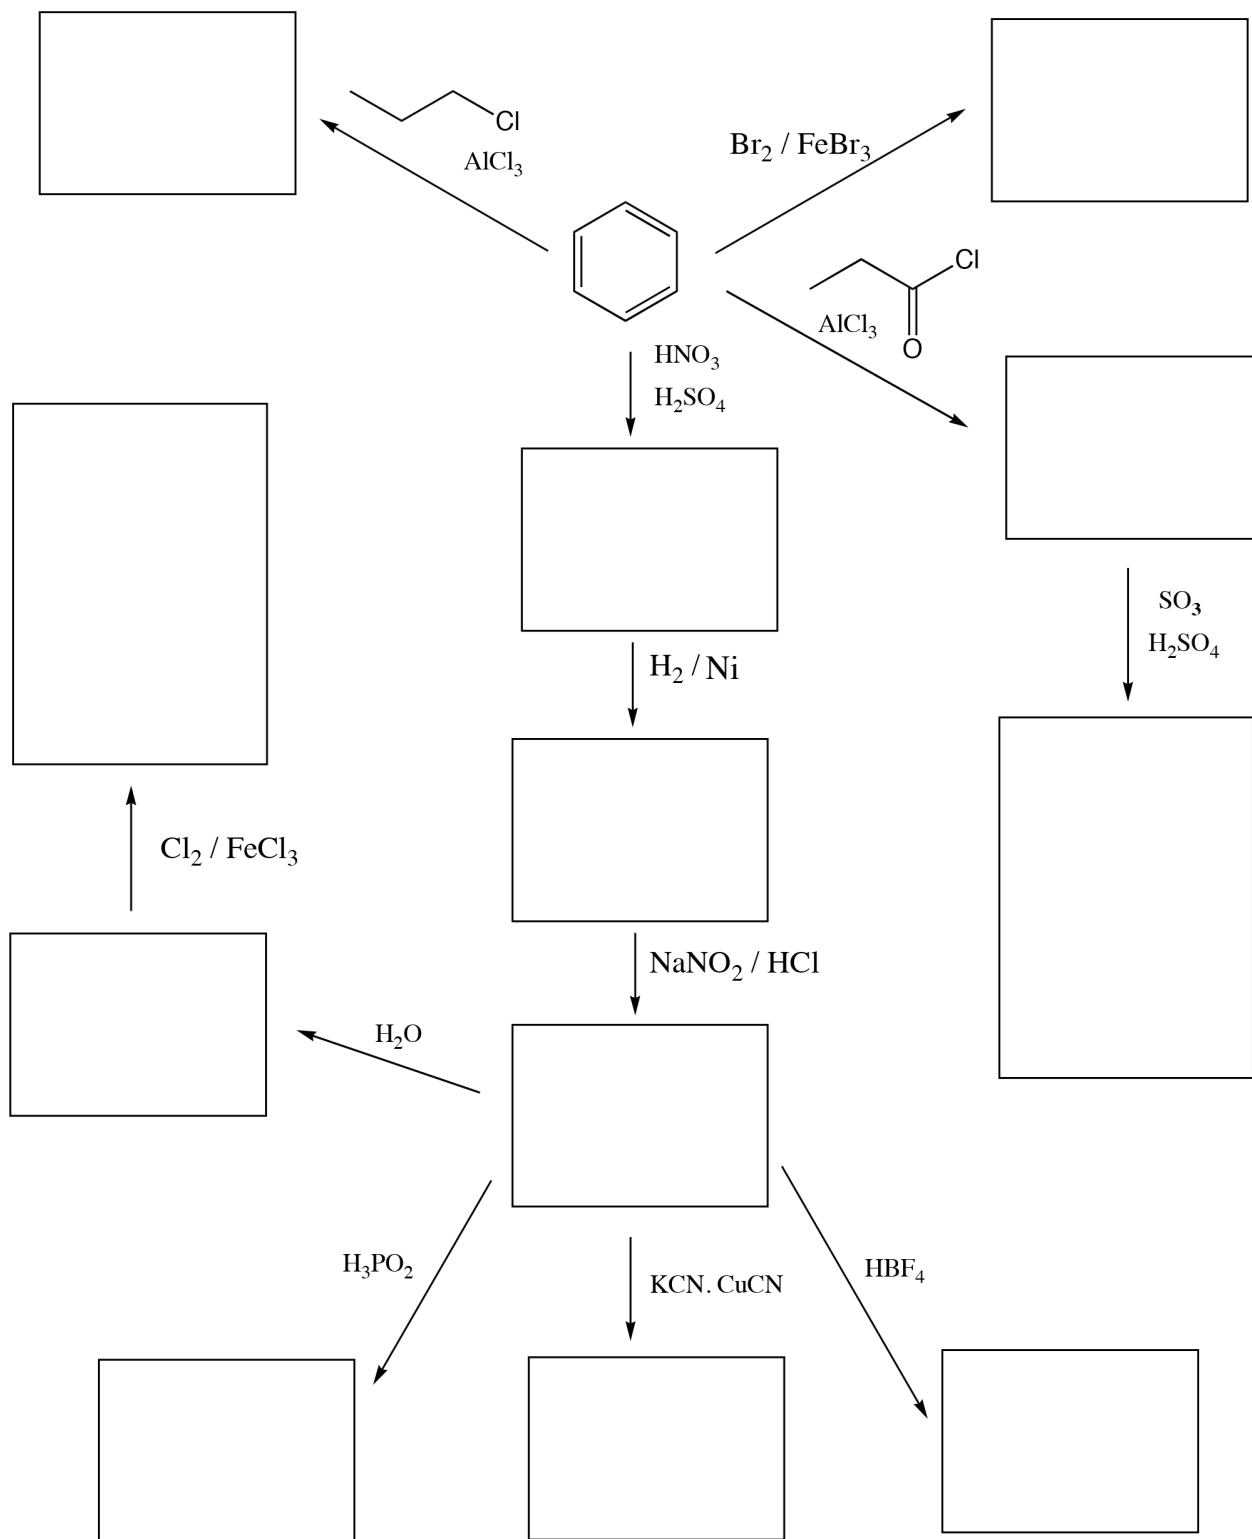 Cl
AlCl3
Br2 / FeBr3
Cl
AlCl3
O
HNO3
H2SO4
SO3
H2SO4
H2 / Ni
Cl2 / FeCl3
NaNO2 / HCl
H2O
H3PO2
KCN. CuCN
HBF4